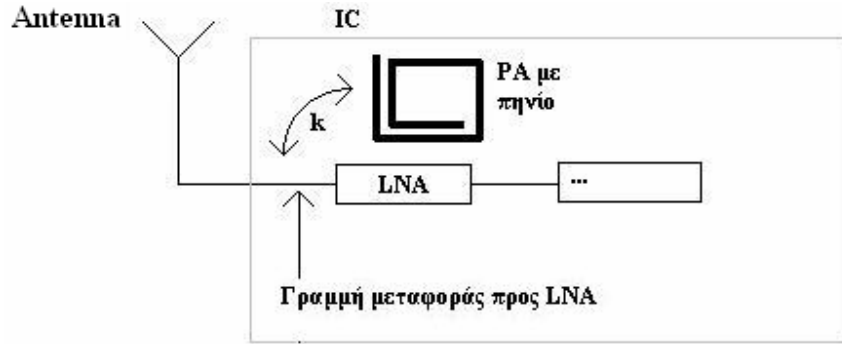 Antenna
IC
PA με
πηνίο
k
LNA
...
Γραμμή μεταφοράς προς LNA